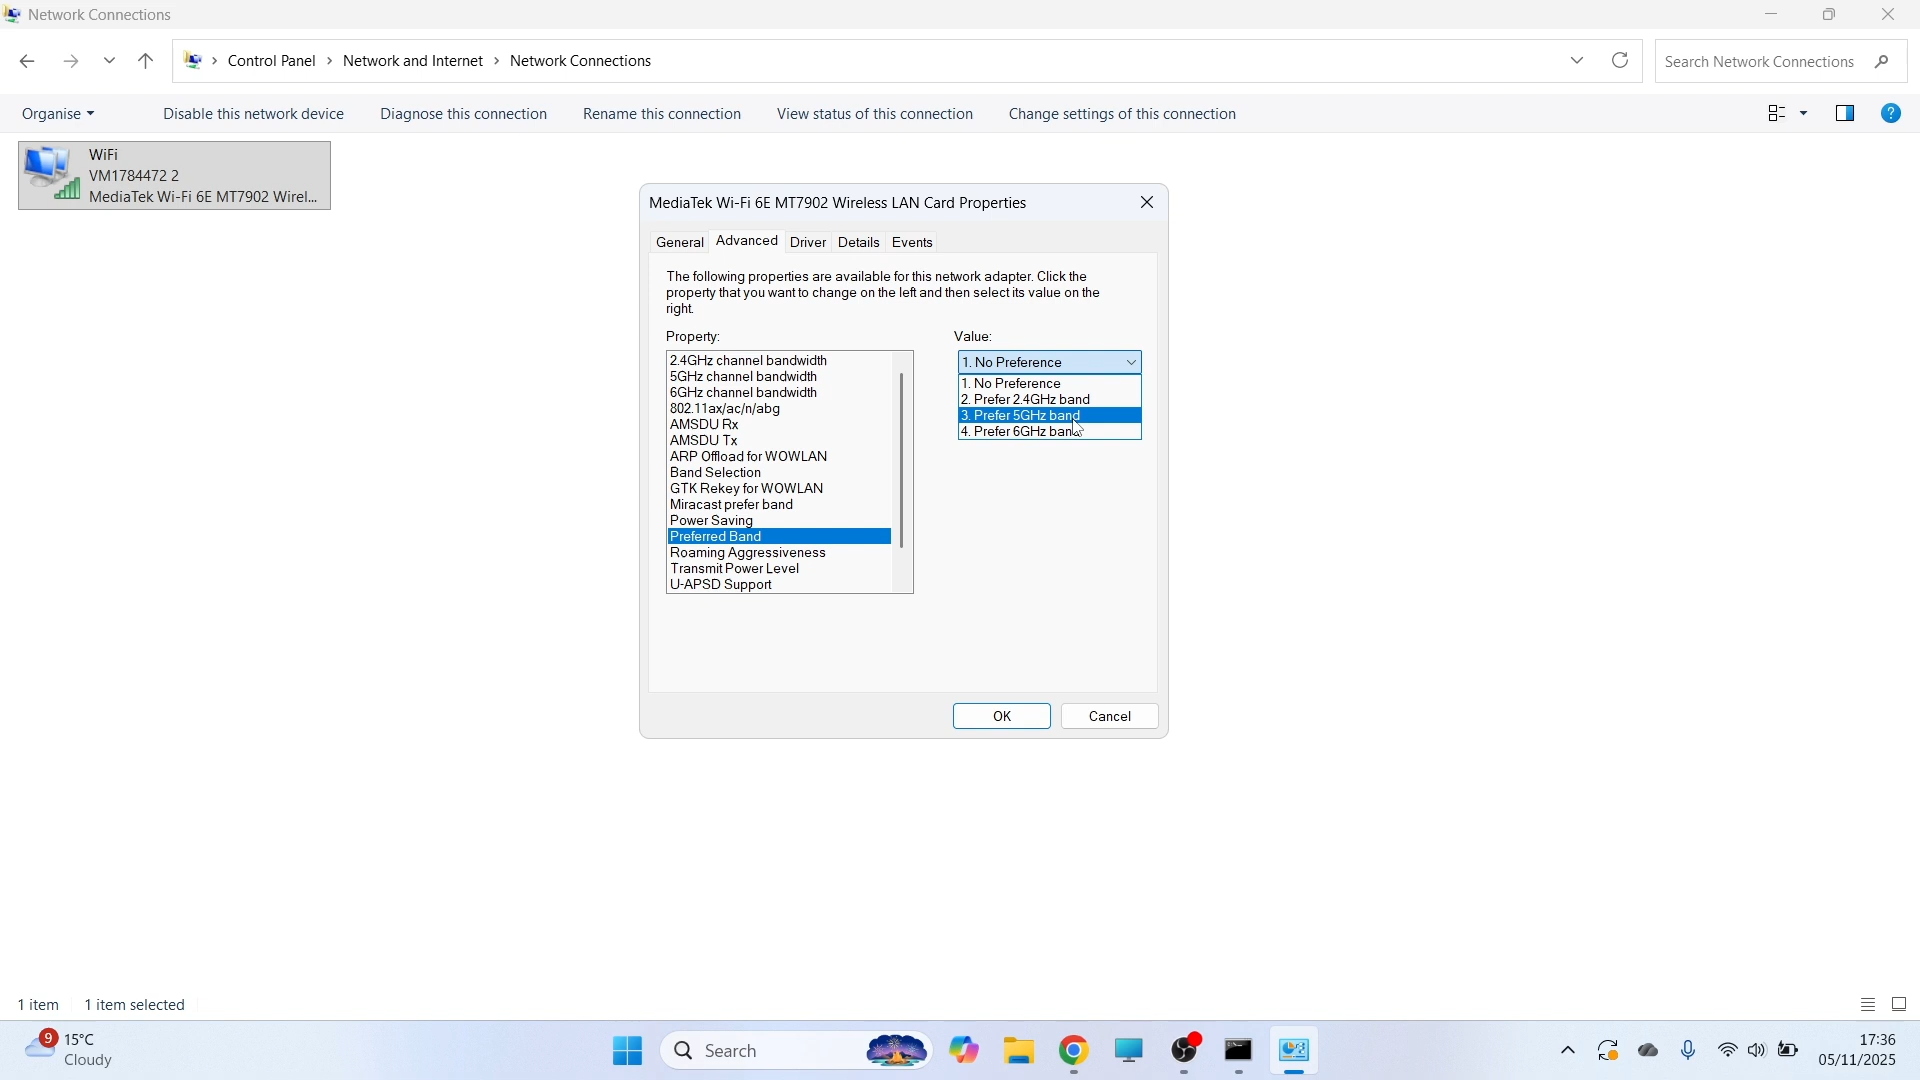 Network Connections
Control Panel > Network and Internet > Network Connections
Search Network Connections
Organise
Disable this network device
Diagnose this connection
Rename this connection
View status of this connection
Change settings of this connection
?
WiFi
VM1784472 2
MediaTek Wi-Fi 6E MT7902 Wirel...
MediaTek Wi-Fi 6E MT7902 Wireless LAN Card Properties
General
Advanced
Driver
Details
Events
The following properties are available for this network adapter. Click the
property that you want to change on the left and then select its value on the
right.
Property:
2.4GHz channel bandwidth
5GHz channel bandwidth
6GHz channel bandwidth
802.11ax/ac/n/abg
AMSDU Rx
AMSDU Tx
ARP Offload for WOWLAN
Band Selection
GTK Rekey for WOWLAN
Miracast prefer band
Power Saving
Preferred Band
Roaming Aggressiveness
Transmit Power Level
U-APSD Support
Value:
1. No Preference
1. No Preference
2. Prefer 2.4GHz band
3. Prefer 5GHz band
4. Prefer 6GHz band
OK
Cancel
1 item
1 item selected
9
15°C
Cloudy
Search
17:36
05/11/2025